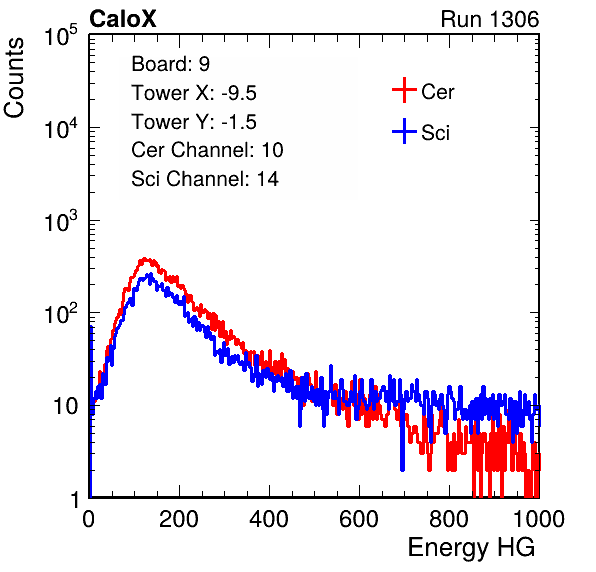 CaloX Run 1306
Counts
10^5
10^4
10^3
10^2
10
1
Board: 9
Tower X: -9.5
Tower Y: -1.5
Cer Channel: 10
Sci Channel: 14
Cer
Sci
0 200 400 600 800 1000
Energy HG